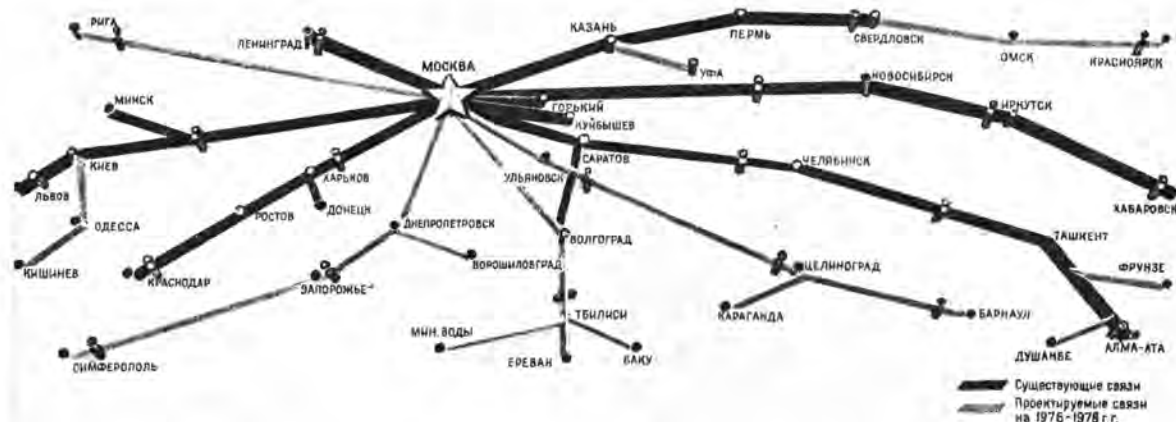 РИГА
ЛЕНИНГРАД
МОСКВА
КАЗАНЬ
ПЕРМЬ
СВЕРДЛОВСК
ОМСК
КРАСНОЯРСК
УФА
МИНСК
ГОРЬКИЙ
КУЙБЫШЕВ
НОВОСИБИРСК
ИРКУТСК
КИЕВ
ЛЬВОВ
ХАРЬКОВ
УЛЬЯНОВСК
САРАТОВ
ЧЕЛЯБИНСК
ХАБАРОВСК
ОДЕССА
РОСТОВ
ДОНЕЦК
ДНЕПРОПЕТРОВСК
ВОЛГОГРАД
ТАШКЕНТ
КИШИНЕВ
КРАСНОДАР
ЗАПОРОЖЬЕ
ВОРОШИЛОВГРАД
ЦЕЛИНОГРАД
ФРУНЗЕ
СИМФЕРОПОЛЬ
МИН. ВОДЫ
ТБИЛИСИ
КАРАГАНДА
БАРНАУЛ
ЕРЕВАН
БАКУ
ДУШАНБЕ
АЛМА-АТА
Существующие связи
Проектируемые связи
на 1976-1978 г.г.